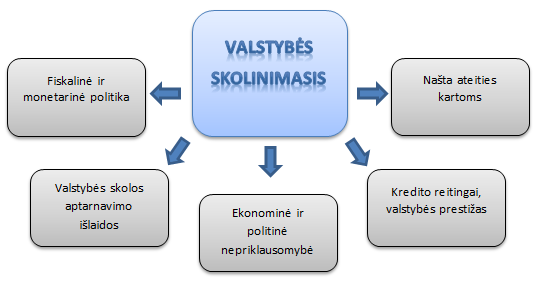 VALSTYBĖS
SKOLINIMASIS
Fiskalinė ir
monetarinė politika
Našta ateities
kartoms
Valstybės skolos
aptarnavimo
išlaidos
Ekonominė ir
politinė
nepriklausomybė
Kredito reitingai,
valstybės prestižas